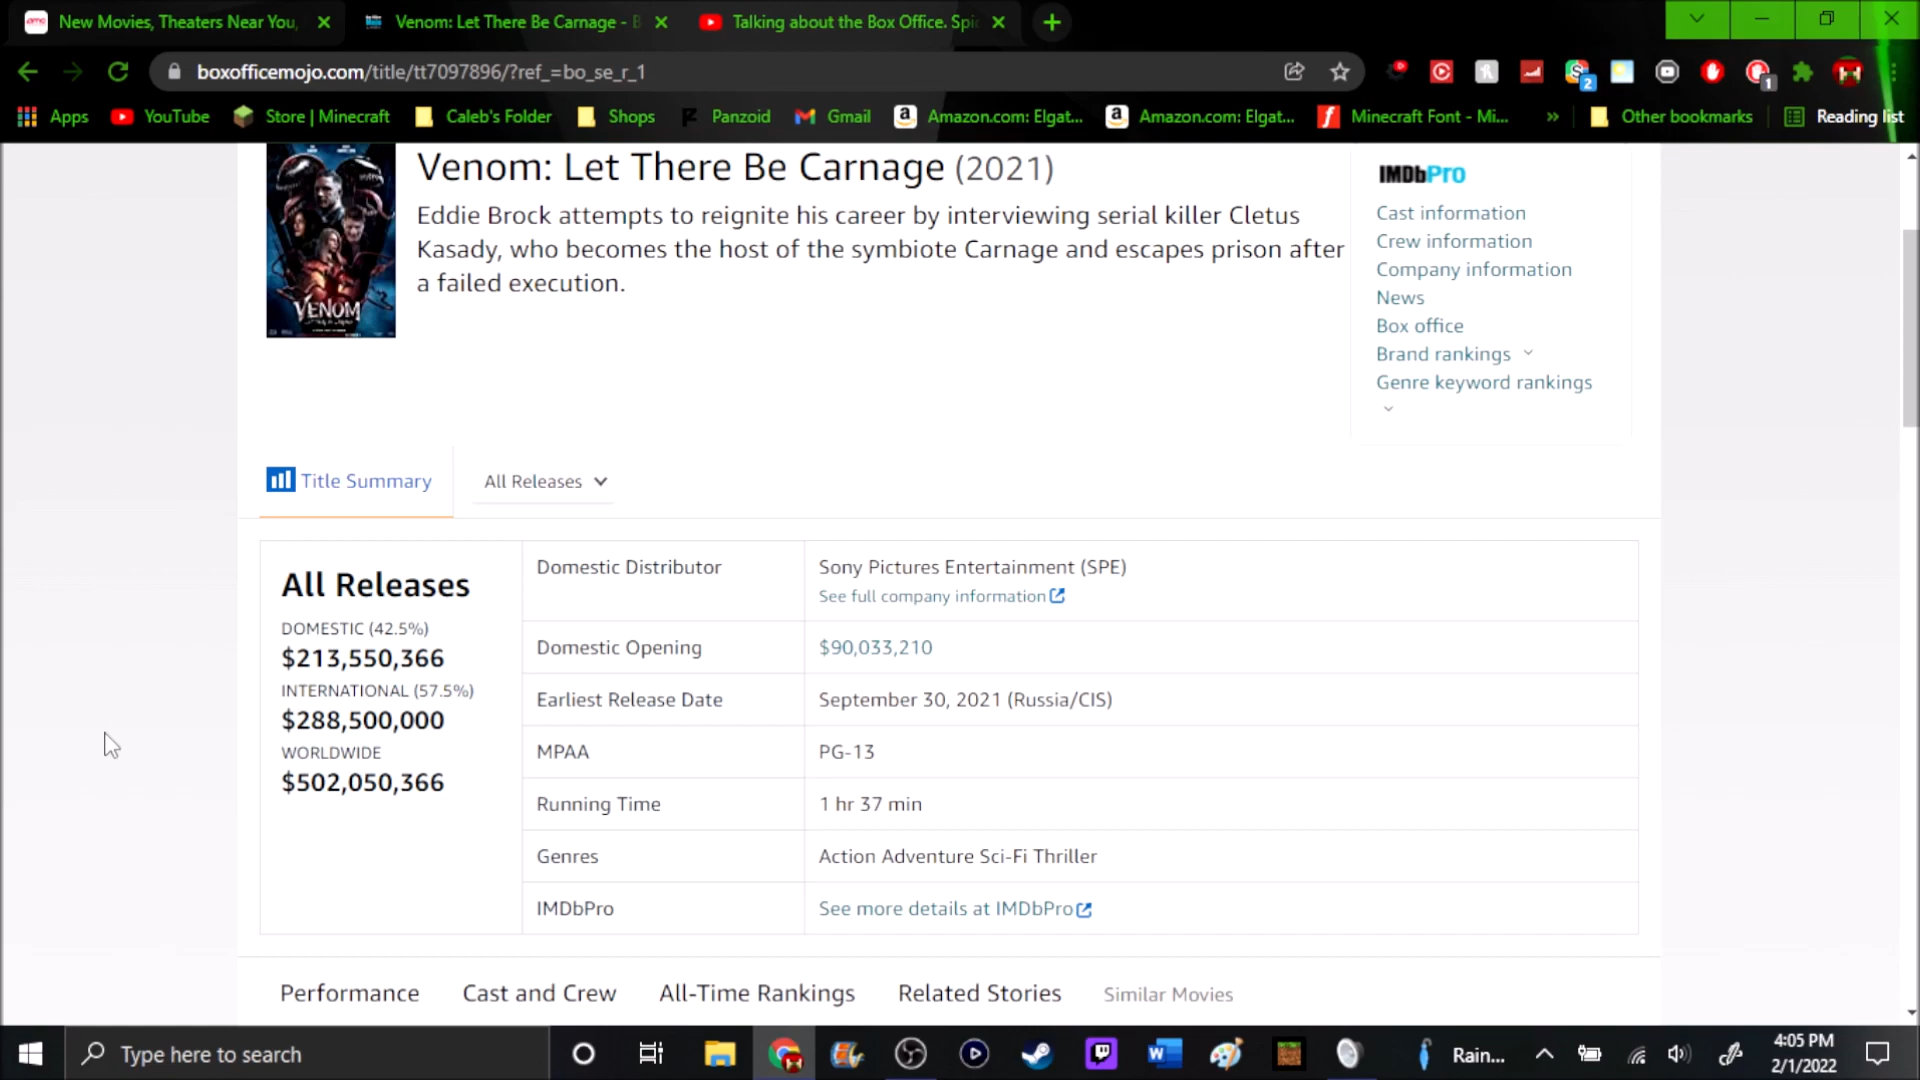 New Movies, Theaters Near You,
Venom: Let There Be Carnage - B
Talking about the Box Office. Spi
boxofficemojo.com/title/tt7097896/?ref_=bo_se_r_1
2
1
Apps
YouTube
Store | Minecraft
Caleb's Folder
Shops
Panzoid
Gmail
Amazon.com: Elgat...
Amazon.com: Elgat...
Minecraft Font - Mi...
»
Other bookmarks
Reading list
VENOM
Venom: Let There Be Carnage (2021)
Eddie Brock attempts to reignite his career by interviewing serial killer Cletus
Kasady, who becomes the host of the symbiote Carnage and escapes prison after
a failed execution.
IMDbPro
Cast information
Crew information
Company information
News
Box office
Brand rankings
Genre keyword rankings
Title Summary
All Releases
All Releases
DOMESTIC (42.5%)
$213,550,366
INTERNATIONAL (57.5%)
$288,500,000
WORLDWIDE
$502,050,366
Domestic Distributor
Sony Pictures Entertainment (SPE)
See full company information
Domestic Opening
$90,033,210
Earliest Release Date
September 30, 2021 (Russia/CIS)
MPAA
PG-13
Running Time
1 hr 37 min
Genres
Action Adventure Sci-Fi Thriller
IMDbPro
See more details at IMDbPro
Performance
Cast and Crew
All-Time Rankings
Related Stories
Similar Movies
Type here to search
Rain...
4:05 PM
2/1/2022